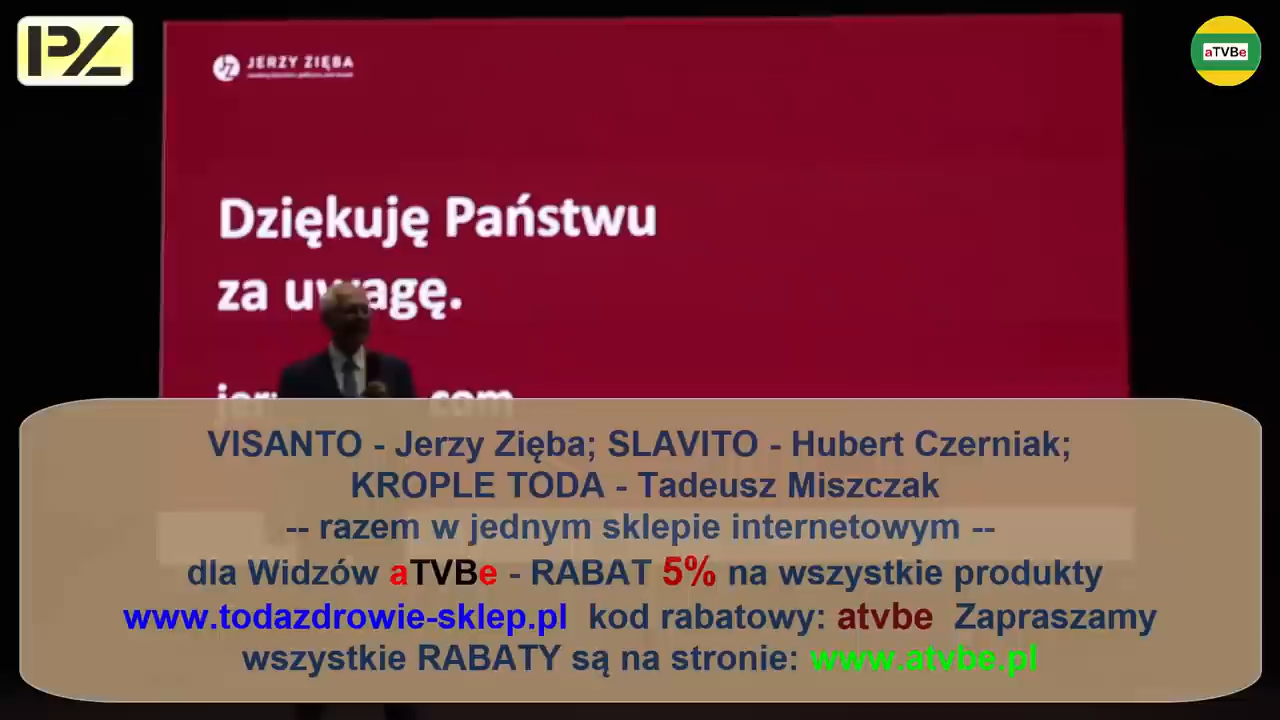 IPZ
JERZY ZIĘBA
aTVBe
Dziękuję Państwu
za uwagę.
com
VISANTO - Jerzy Zięba; SLAVITO - Hubert Czerniak;
KROPLE TODA - Tadeusz Miszczak
-- razem w jednym sklepie internetowym --
dla Widzów aTVBe - RABAT 5% na wszystkie produkty
www.todazdrowie-sklep.pl kod rabatowy: atvbe Zapraszamy
wszystkie RABATY są na stronie: www.atvbe.pl